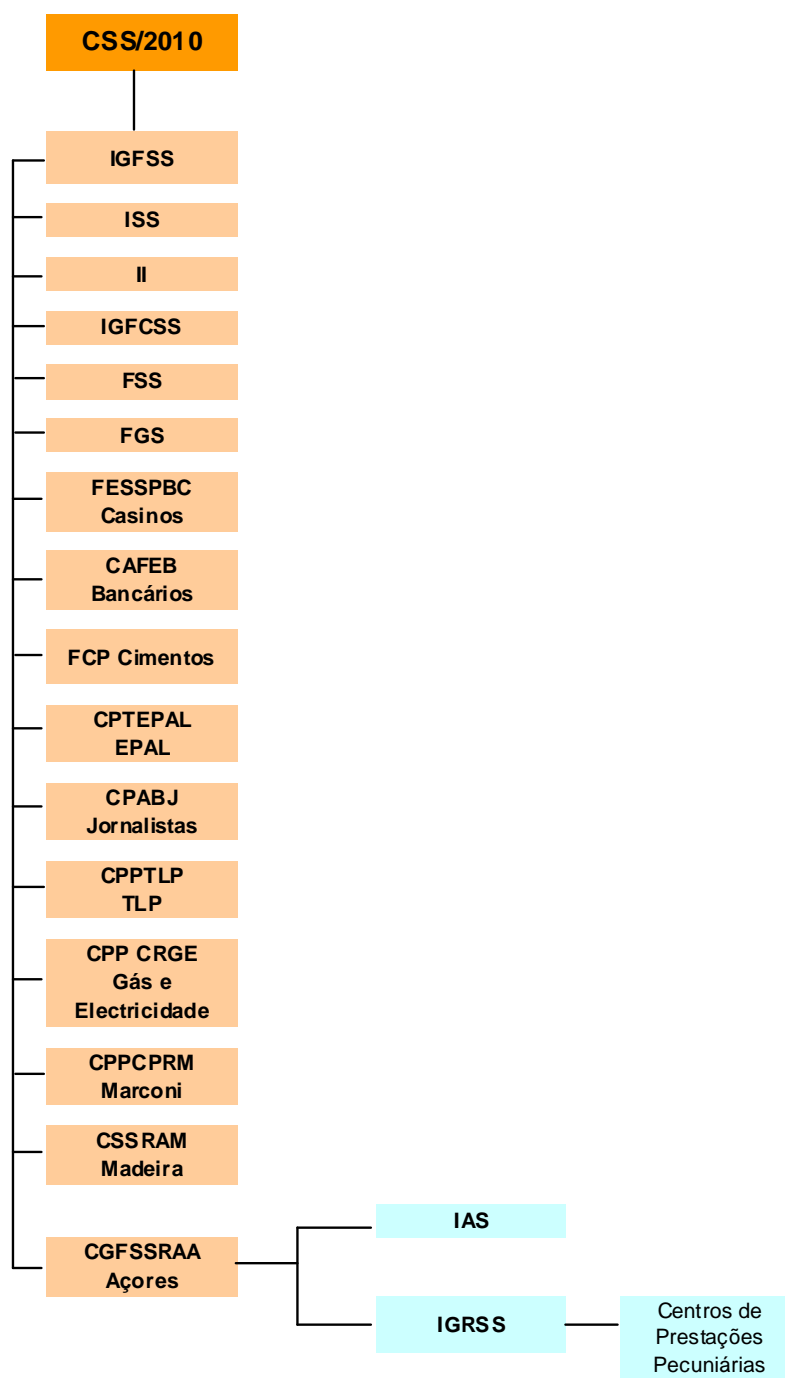 CSS/2010
IGFSS
ISS
II
IGFCSS
FSS
FGS
FESSPBC
Casinos
CAFEB
Bancários
FCP Cimentos
CPTEPAL
EPAL
CPABJ
Jornalistas
CPPTLP
TLP
CPP CRGE
Gás e
Electricidade
CPPCPRM
Marconi
CSSRAM
Madeira
CGFSSRAA
Açores
IAS
IGRSS
Centros de
Prestações
Pecuniárias